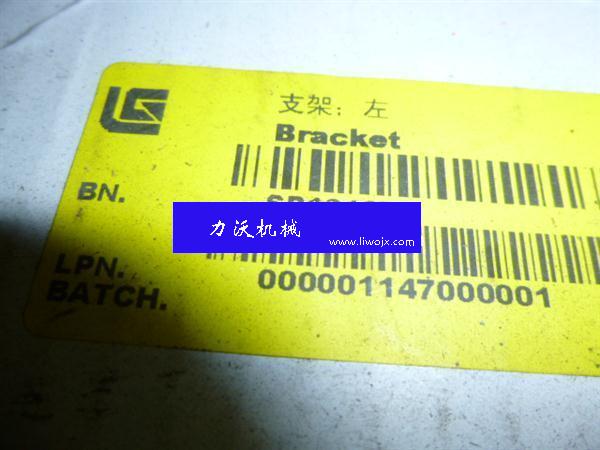 支架：左
Bracket
BN.
力沃机械
www.liwojx.com
LPN.
BATCH.
000001147000001